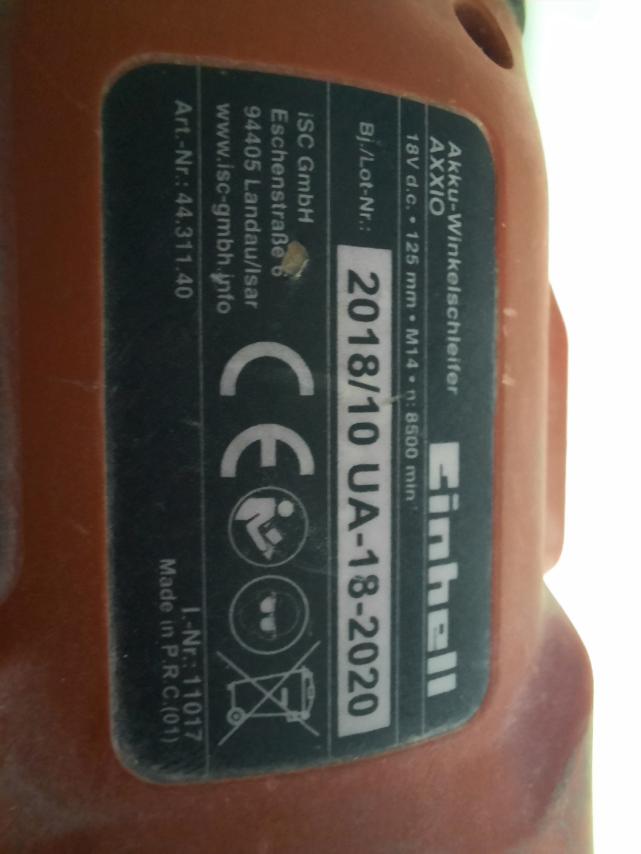 Akku-Winkelschleifer
AXXIO
Einhell
18V d.c. • 125 mm • M14 • n: 8500 min
Bj./Lot-Nr.: 2018/10 UA-18-2020
iSC GmbH
Eschenstraße 6
94405 Landau/Isar
www.isc-gmbh.info
CE
Art.-Nr.: 44.311.40
I.-Nr.: 11017
Made in P.R.C.(01)